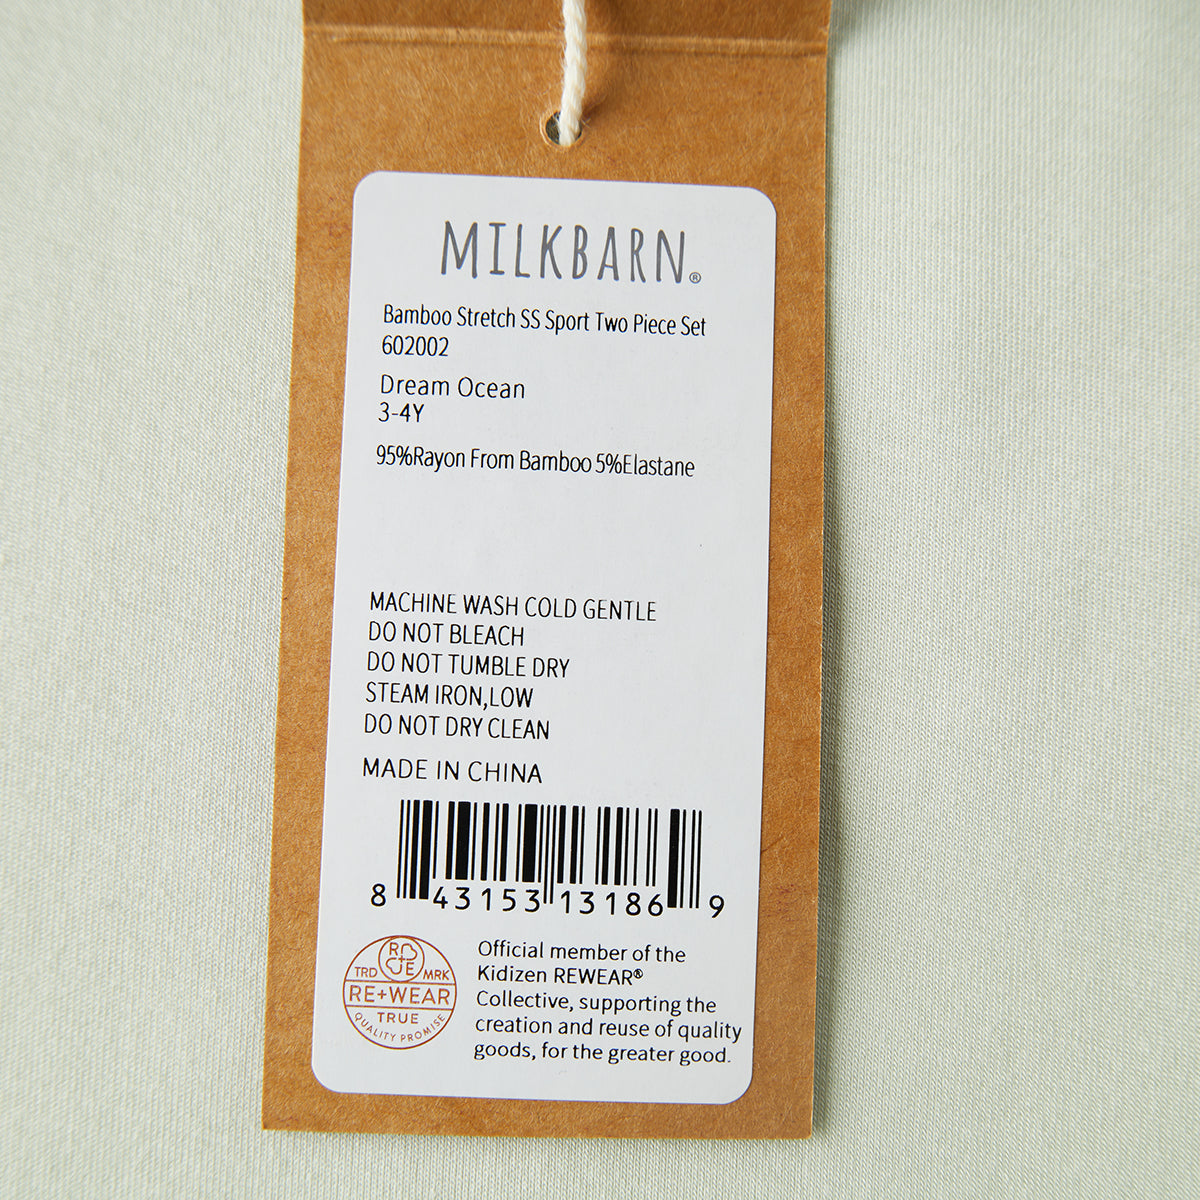 MILKBARN®
Bamboo Stretch SS Sport Two Piece Set
602002
Dream Ocean
3-4Y
95%Rayon From Bamboo 5%Elastane
MACHINE WASH COLD GENTLE
DO NOT BLEACH
DO NOT TUMBLE DRY
STEAM IRON,LOW
DO NOT DRY CLEAN
MADE IN CHINA
8 43153 13186 9
R
+
UE
TRD MRK
RE+WEAR
TRUE
QUALITY PROMISE
Official member of the
Kidizen REWEAR®
Collective, supporting the
creation and reuse of quality
goods, for the greater good.